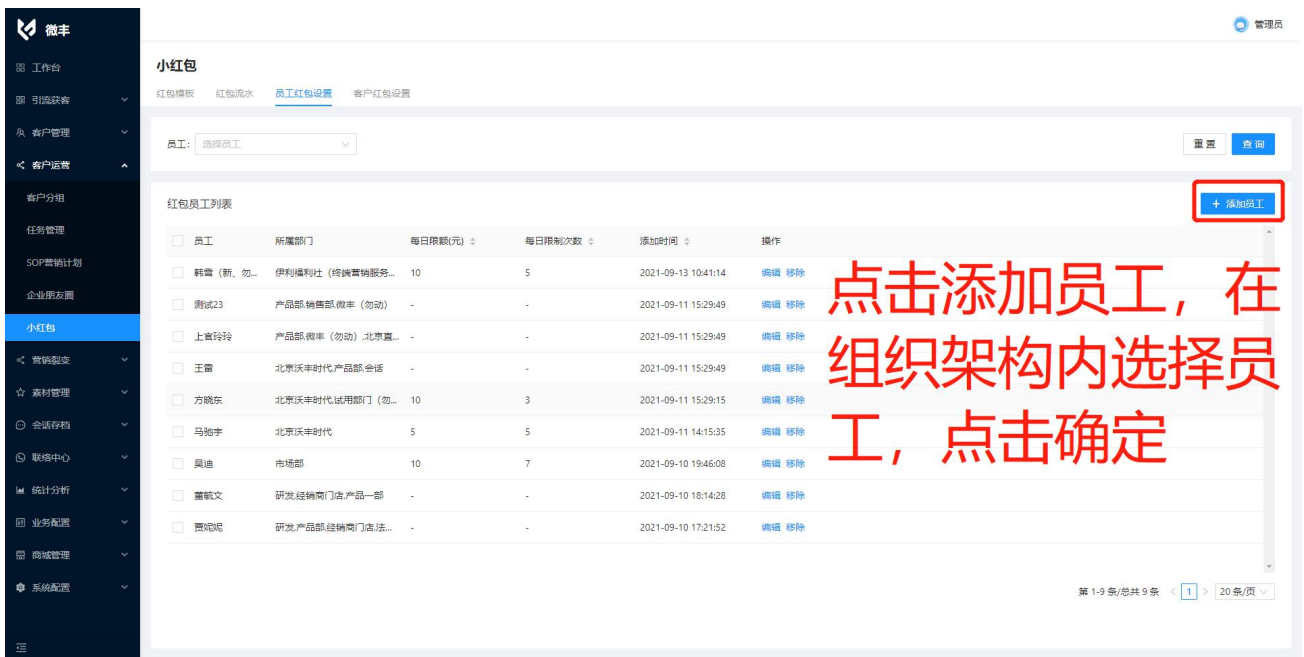 微丰
管理员
工作台
引流获客
客户管理
客户运营
客户分组
任务管理
SOP营销计划
企业朋友圈
小红包
营销裂变
素材管理
会话存档
联络中心
统计分析
业务配置
商城管理
系统配置
小红包
红包模板 红包流水 员工红包设置 客户红包设置
员工: 选择员工 重置 查询
红包员工列表 + 添加员工
员工 所属部门 每日限额(元) 每日限制次数 添加时间 操作
韩雪（新、勿... 伊利福利社（终端营销服务... 10 5 2021-09-13 10:41:14 编辑 移除
测试23 产品部,销售部,微丰（勿动） - - 2021-09-11 15:29:49 编辑 移除
上官玲玲 产品部,微丰（勿动）,北京直... - - 2021-09-11 15:29:49 编辑 移除
王雷 北京沃丰时代,产品部,会话 - - 2021-09-11 15:29:49 编辑 移除
方晓东 北京沃丰时代,试用部门（勿... 10 3 2021-09-11 15:29:15 编辑 移除
马驰宇 北京沃丰时代 5 5 2021-09-11 14:15:35 编辑 移除
吴迪 市场部 10 7 2021-09-10 19:46:08 编辑 移除
董毓文 研发,经销商门店,产品一部 - - 2021-09-10 18:14:28 编辑 移除
贾妮妮 研发,产品部,经销商门店,法... - - 2021-09-10 17:21:52 编辑 移除
点击添加员工，在
组织架构内选择员
工，点击确定
第 1-9 条/总共 9 条 < 1 > 20 条/页